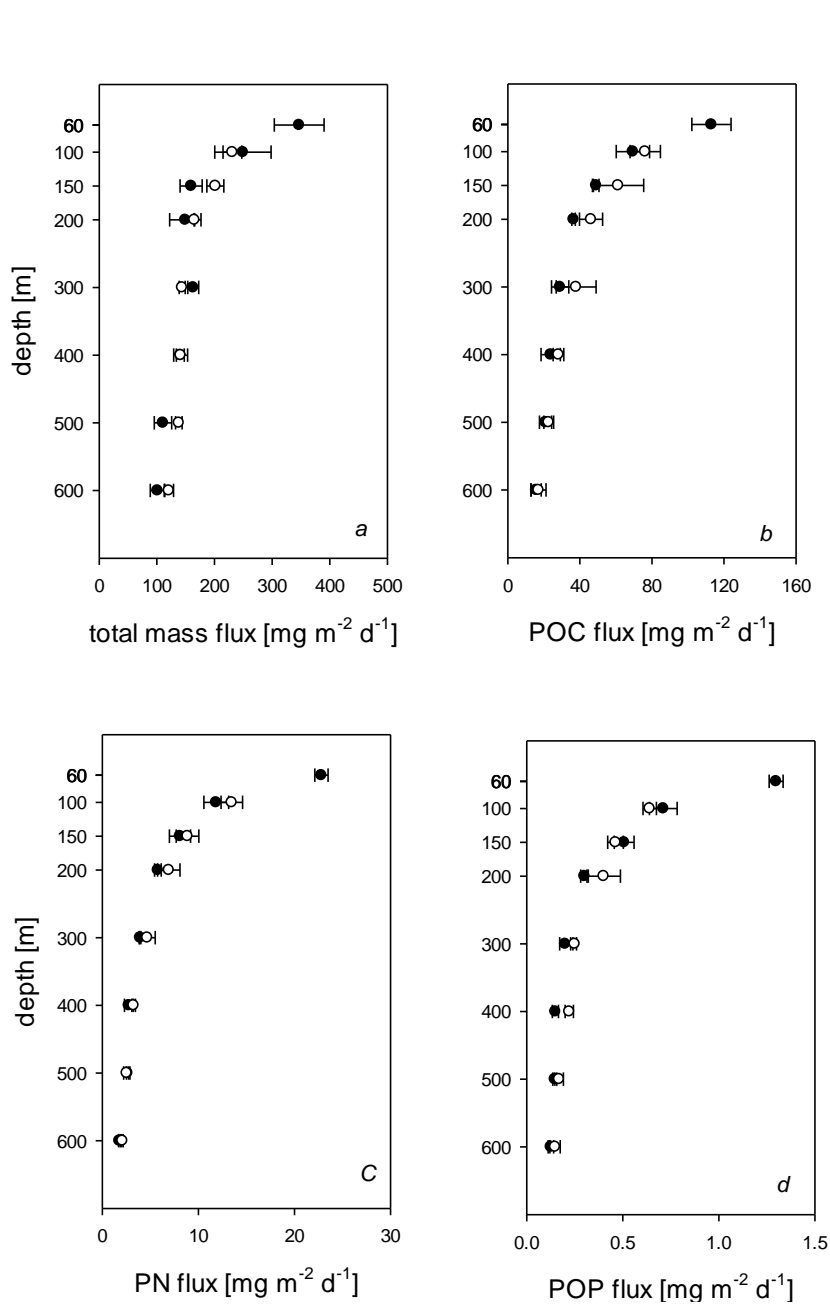 60
100
150
200
300
400
500
600
depth [m]
a
0 100 200 300 400 500
total mass flux [mg m-2 d-1]
60
100
150
200
300
400
500
600
b
0 40 80 120 160
POC flux [mg m-2 d-1]
60
100
150
200
300
400
500
600
depth [m]
C
0 10 20 30
PN flux [mg m-2 d-1]
60
100
150
200
300
400
500
600
d
0.0 0.5 1.0 1.5
POP flux [mg m-2 d-1]